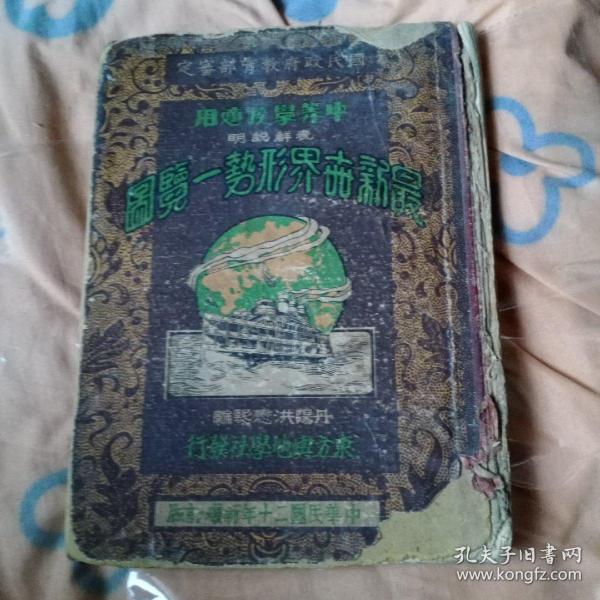 國民政府教育部審定
中等學校適用
表解說明
最新世界形勢一覽圖
丹陽洪懋熙編
東方輿地學社發行
中華民國二十年新
孔夫子旧书网
www.kongfz.com